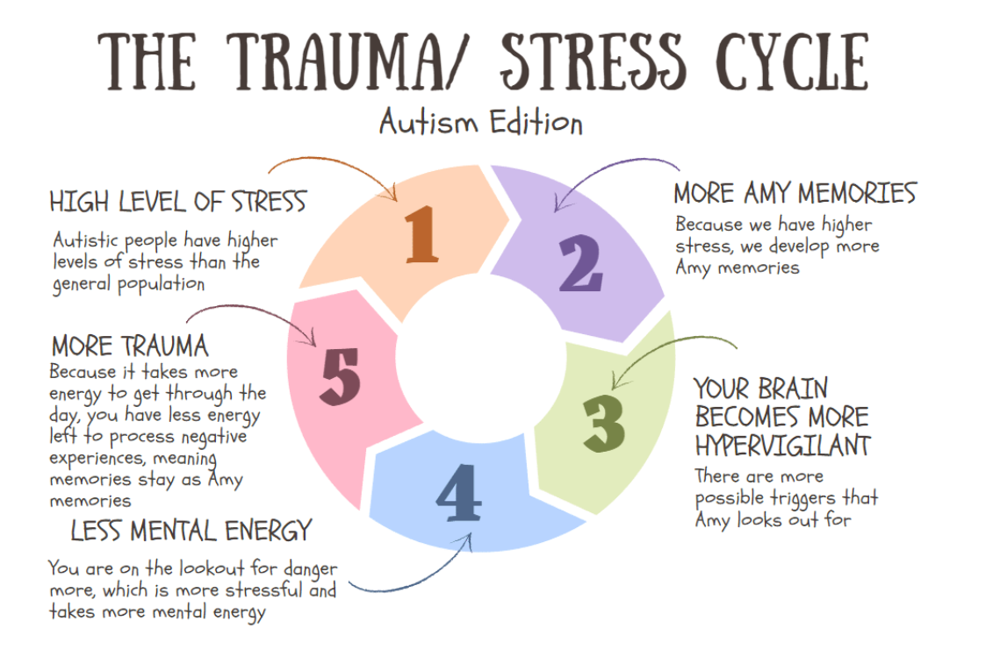 THE TRAUMA/ STRESS CYCLE
Autism Edition
HIGH LEVEL OF STRESS
Autistic people have higher
levels of stress than the
general population
1
MORE AMY MEMORIES
Because we have higher
stress, we develop more
Amy memories
2
YOUR BRAIN
BECOMES MORE
HYPERVIGILANT
There are more
possible triggers that
Amy looks out for
3
LESS MENTAL ENERGY
You are on the lookout for danger
more, which is more stressful and
takes more mental energy
4
MORE TRAUMA
Because it takes more
energy to get through the
day, you have less energy
left to process negative
experiences, meaning
memories stay as Amy
memories
5